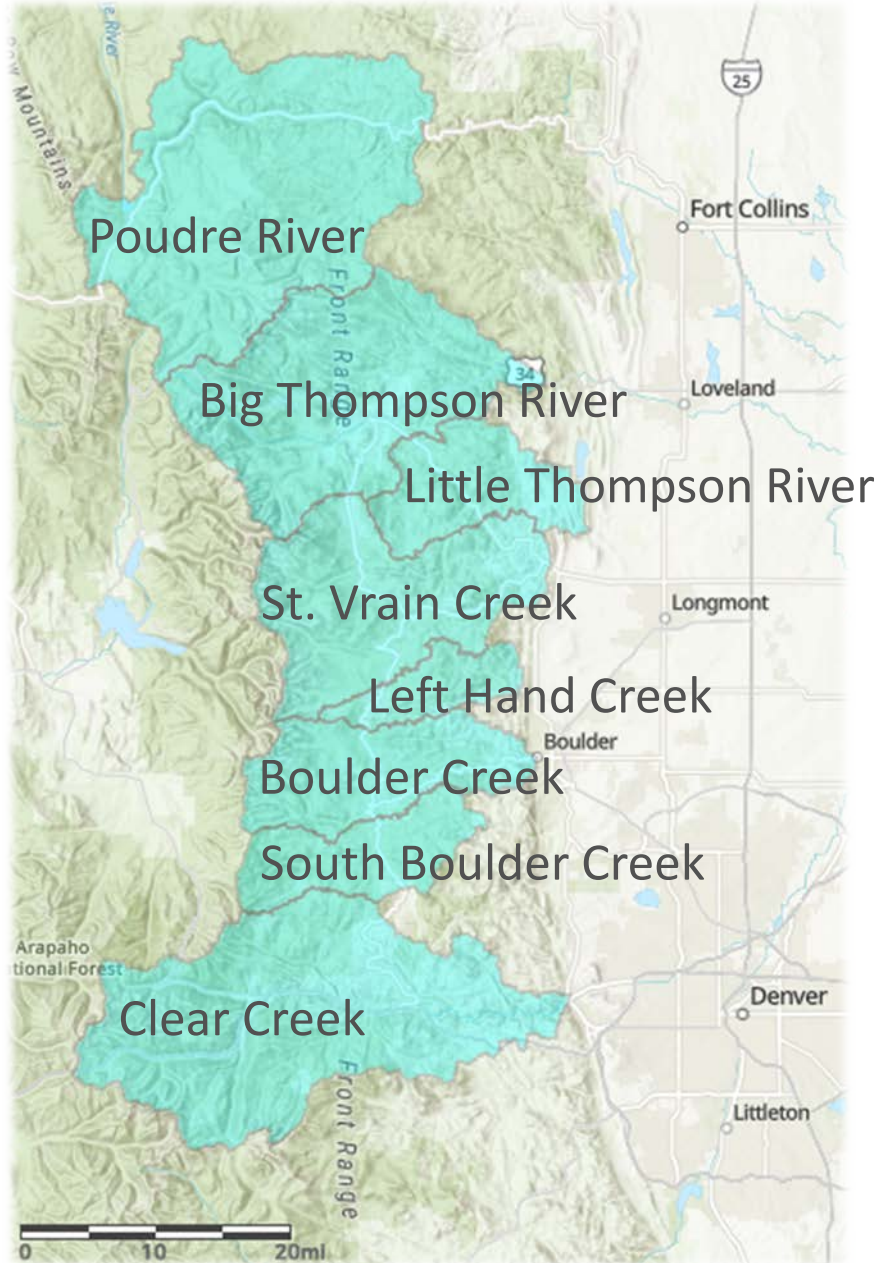 e River
ow Mountains
25
Fort Collins
Poudre River
Front Range
34
Loveland
Big Thompson River
Little Thompson River
St. Vrain Creek
Longmont
Left Hand Creek
Boulder
Boulder Creek
South Boulder Creek
Arapaho
tional Forest
Denver
Clear Creek
Front Range
Littleton
0 10 20mi